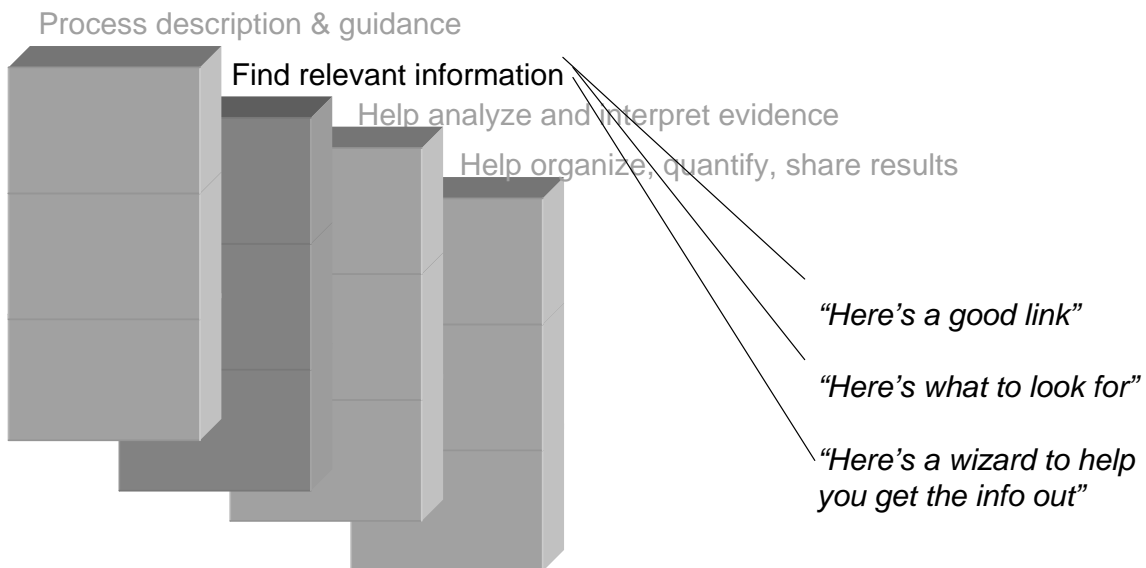 Process description & guidance
Find relevant information
Help analyze and interpret evidence
Help organize, quantify, share results
“Here’s a good link”
“Here’s what to look for”
“Here’s a wizard to help
you get the info out”